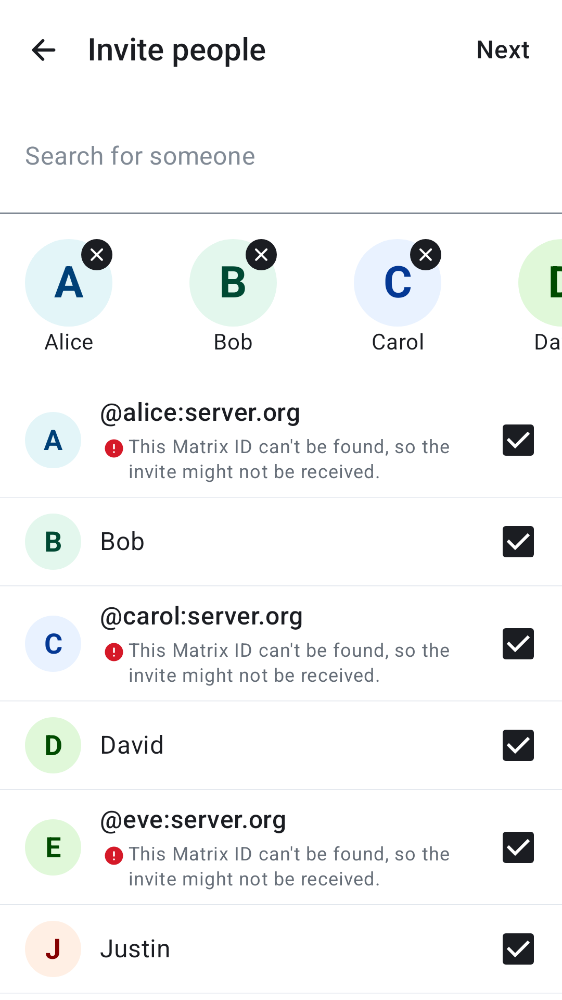 Invite people
Next
Search for someone
A
B
C
D
Alice
Bob
Carol
Da
A
@alice:server.org
This Matrix ID can't be found, so the
invite might not be received.
B
Bob
C
@carol:server.org
This Matrix ID can't be found, so the
invite might not be received.
D
David
E
@eve:server.org
This Matrix ID can't be found, so the
invite might not be received.
J
Justin